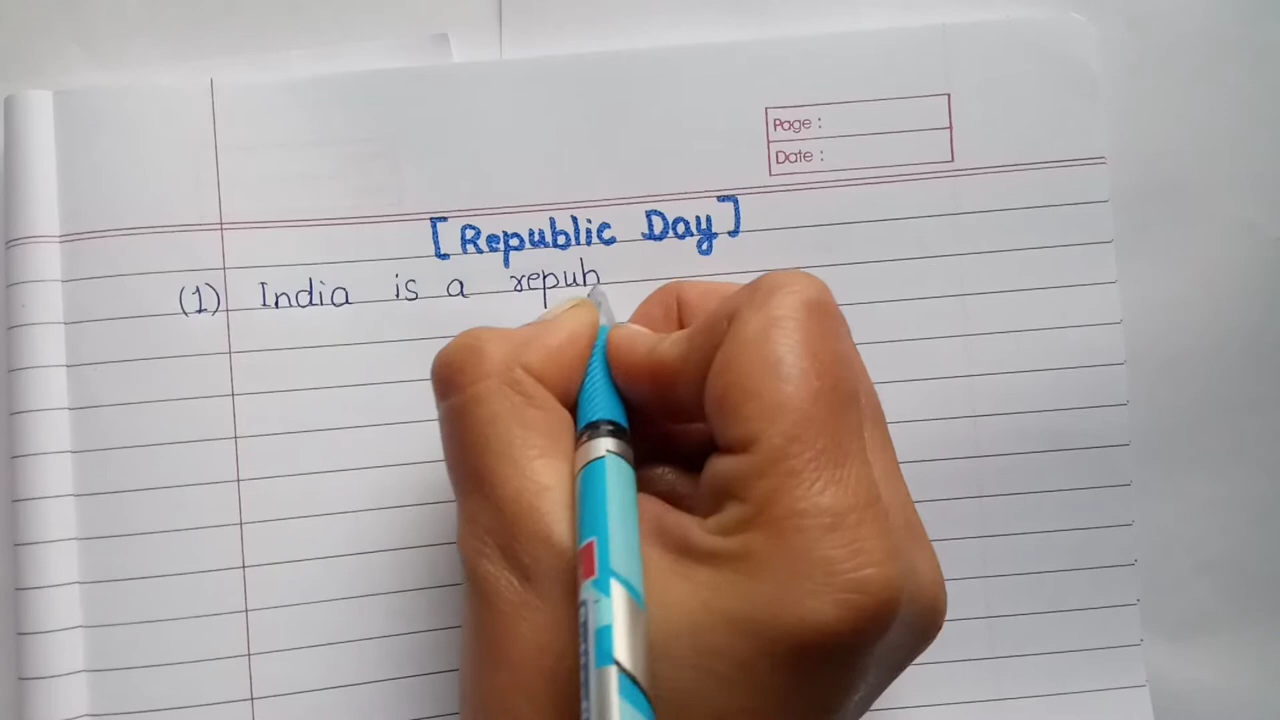 Page :
Date :
[Republic Day]
(1) India is a repub